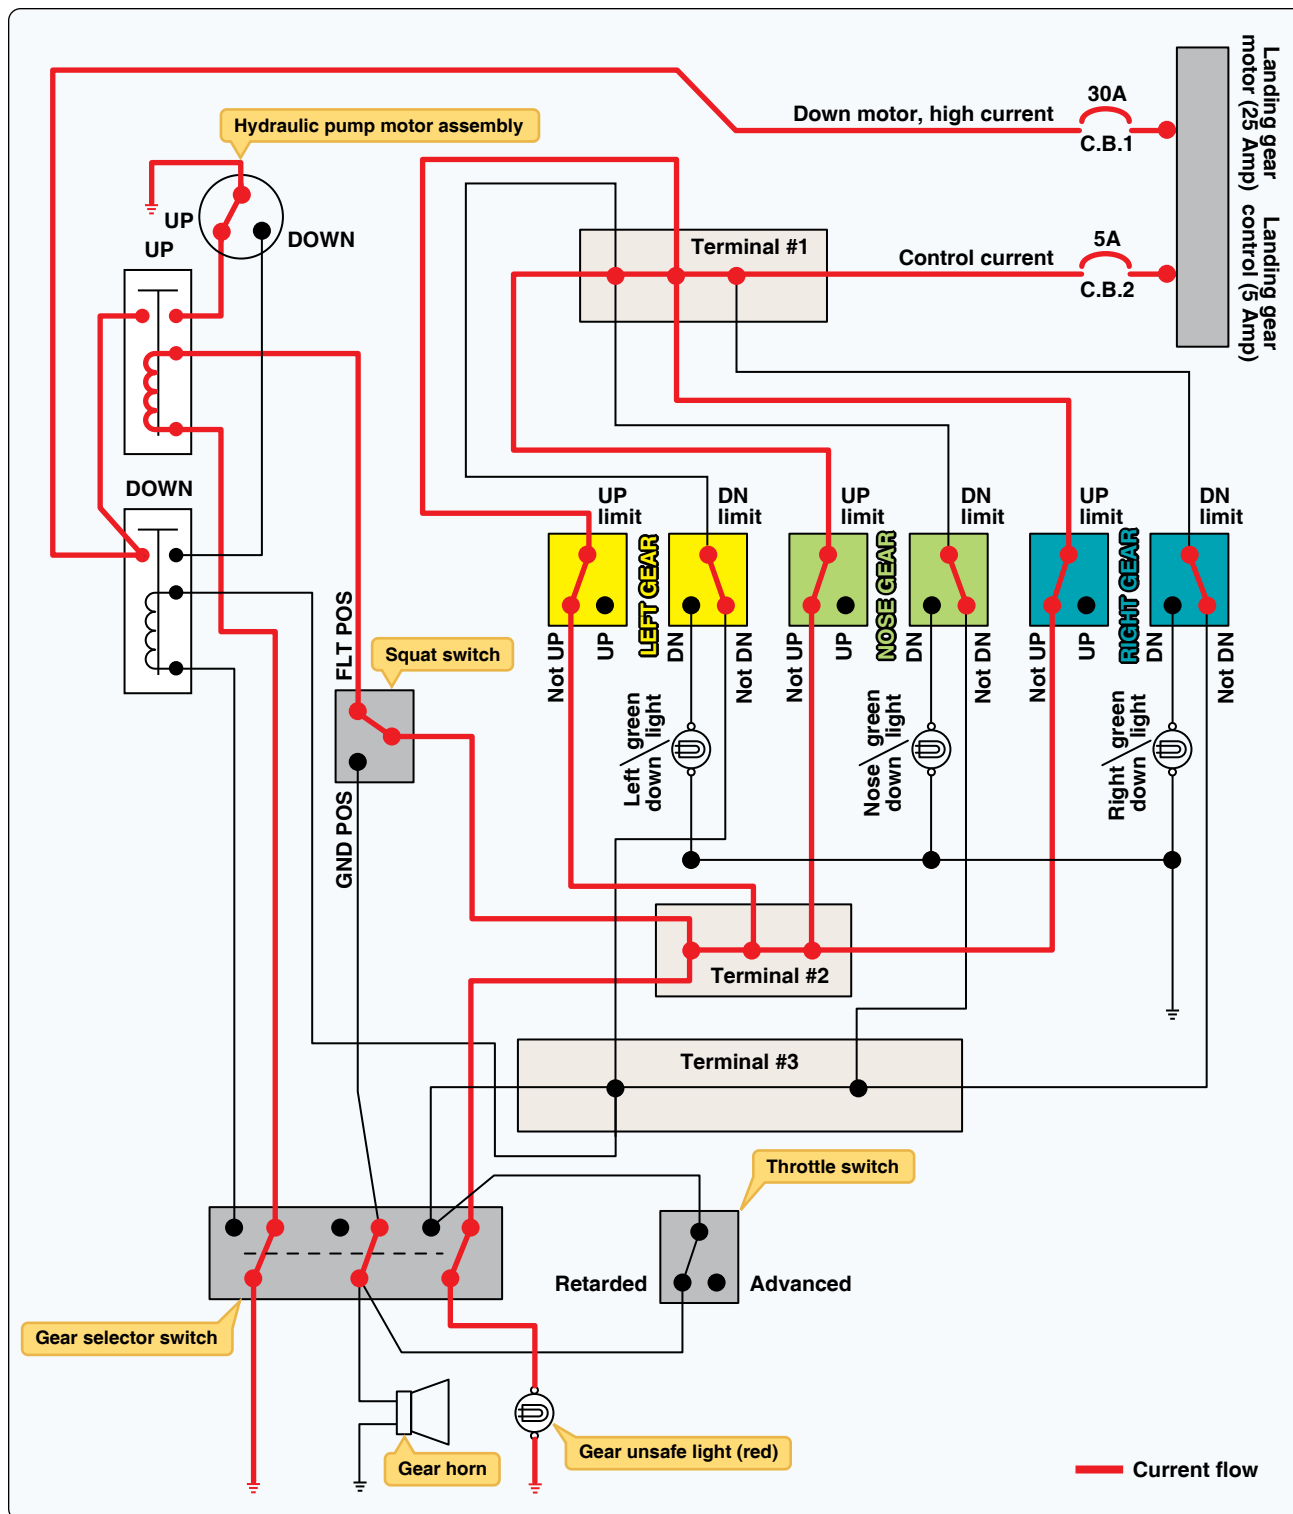 Landing gear
motor (25 Amp)
Landing gear
control (5 Amp)
30A
Down motor, high current
C.B.1
Hydraulic pump motor assembly
UP
DOWN
UP
Terminal #1
5A
Control current
C.B.2
DOWN
UP
limit
DN
limit
UP
limit
DN
limit
UP
limit
DN
limit
LEFT GEAR
NOSE GEAR
RIGHT GEAR
Not UP
UP
DN
Not DN
Not UP
UP
DN
Not DN
Not UP
UP
DN
Not DN
FLT POS
Squat switch
GND POS
Left green
down light
Nose green
down light
Right green
down light
Terminal #2
Terminal #3
Throttle switch
Retarded
Advanced
Gear selector switch
Gear horn
Gear unsafe light (red)
Current flow